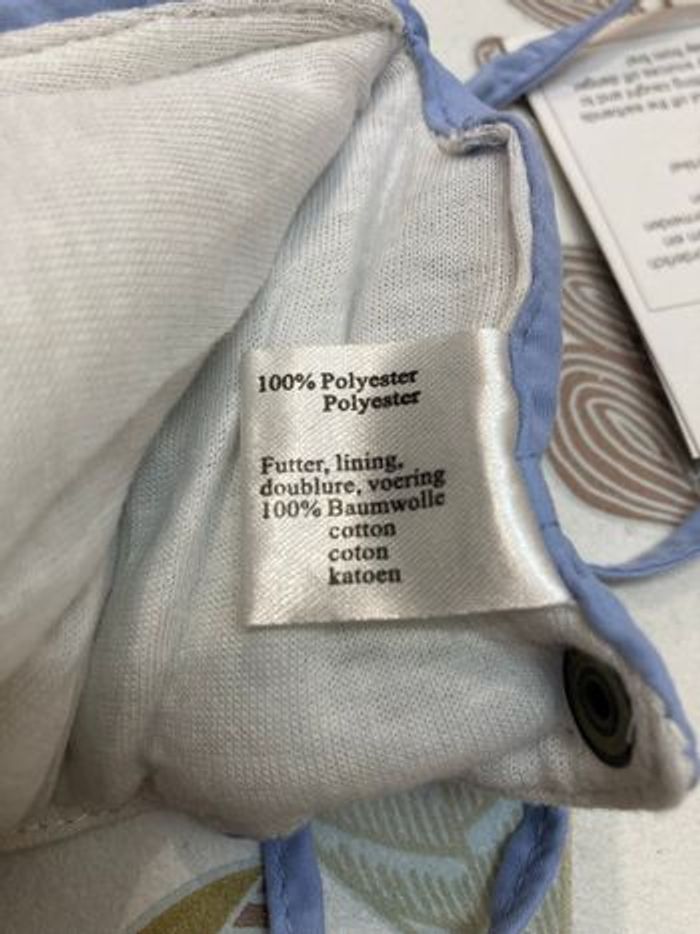 100% Polyester
Polyester
Futter, lining,
doublure, voering
100% Baumwolle
cotton
coton
katoen